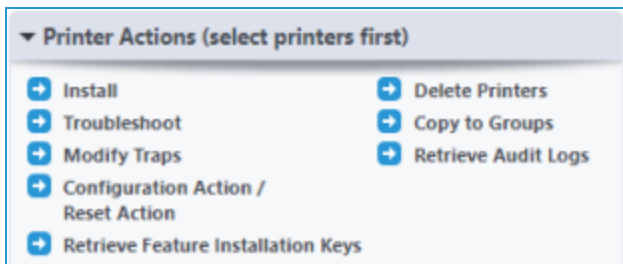 Printer Actions (select printers first)
Install
Troubleshoot
Modify Traps
Configuration Action /
Reset Action
Retrieve Feature Installation Keys
Delete Printers
Copy to Groups
Retrieve Audit Logs